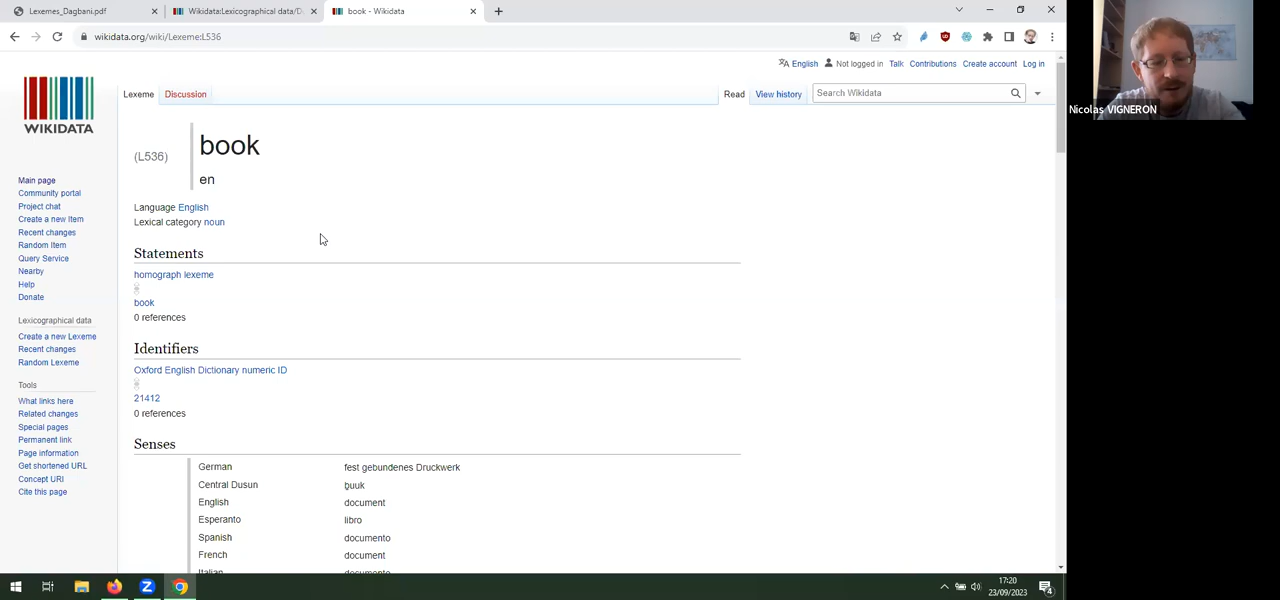 Lexemes_Dagbani.pdf
Wikidata:Lexicographical data/D
book - Wikidata
wikidata.org/wiki/Lexeme:L536
English
Not logged in
Talk
Contributions
Create account
Log in
WIKIDATA
Lexeme
Discussion
Read
View history
Search Wikidata
Main page
Community portal
Project chat
Create a new Item
Recent changes
Random Item
Query Service
Nearby
Help
Donate
Lexicographical data
Create a new Lexeme
Recent changes
Random Lexeme
Tools
What links here
Related changes
Special pages
Permanent link
Page information
Get shortened URL
Concept URI
Cite this page
(L536)
book
en
Language English
Lexical category noun
Statements
homograph lexeme
book
0 references
Identifiers
Oxford English Dictionary numeric ID
21412
0 references
Senses
German fest gebundenes Druckwerk
Central Dusun buuk
English document
Esperanto libro
Spanish documento
French document
Italian documento
Nicolas VIGNERON
17:20
23/09/2023
4